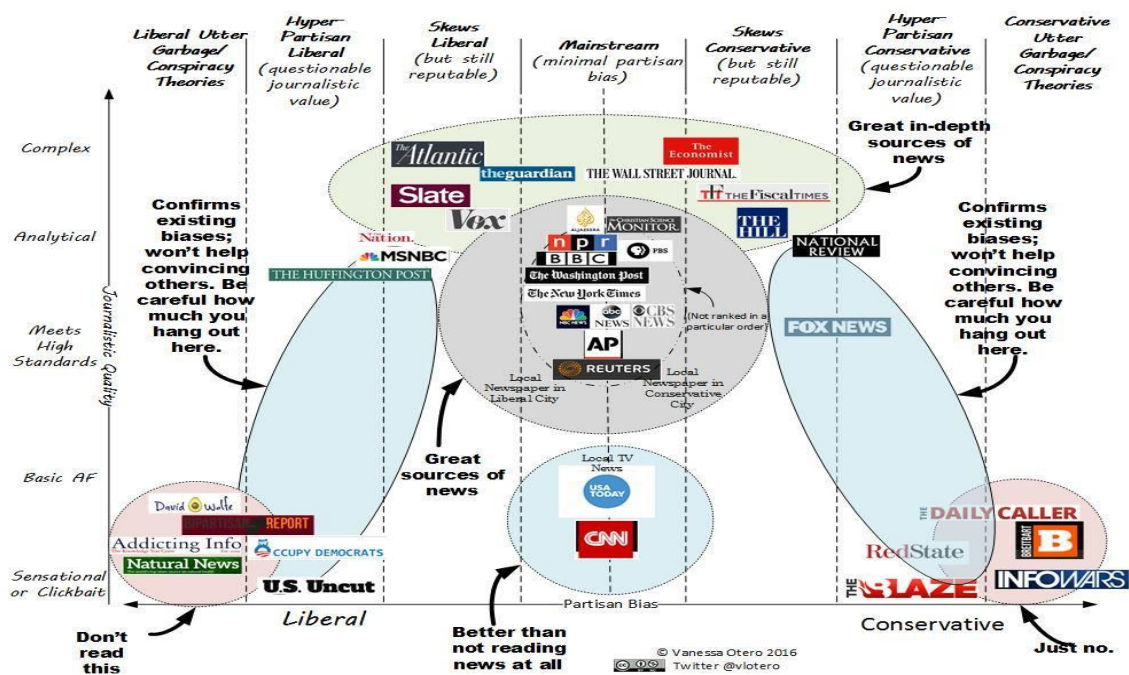 Liberal Utter
Garbage/
Conspiracy
Theories
Hyper-
Partisan
Liberal
(questionable
journalistic
value)
Skews
Liberal
(but still
reputable)
Mainstream
(minimal partisan
bias)
Skews
Conservative
(but still
reputable)
Hyper-
Partisan
Conservative
(questionable
journalistic
value)
Conservative
Utter
Garbage/
Conspiracy
Theories
Journalistic Quality
Complex
Analytical
Meets
High
Standards
Basic AF
Sensational
or Clickbait
Great in-depth
sources of
news
The
Atlantic
theguardian
Slate
Vox
The
Economist
THE WALL STREET JOURNAL.
TFT THE FISCAL TIMES
THE
HILL
Confirms
existing
biases;
won't help
convincing
others. Be
careful how
much you
hang out
here.
The Nation.
MSNBC
THE HUFFINGTON POST
ALJAZEERA
THE CHRISTIAN SCIENCE
MONITOR
npr
PBS
BBC
The Washington Post
The New York Times
NBC NEWS
abc
NEWS
CBS
NEWS
(Not ranked in a
particular order)
AP
REUTERS
Local
Newspaper in
Liberal City
Local
Newspaper in
Conservative
City
NATIONAL
REVIEW
FOX NEWS
Confirms
existing
biases;
won't help
convincing
others. Be
careful how
much you
hang out
here.
Great
sources of
news
Local TV
News
USA
TODAY
CNN
David Wolfe
BIPARTISAN REPORT
Addicting Info
OCCUPY DEMOCRATS
Natural News
U.S. Uncut
THE DAILY CALLER
RedState
BREITBART
B
THE BLAZE
INFOWARS
Liberal
Partisan Bias
Conservative
Don't
read
this
Better than
not reading
news at all
Just no.
© Vanessa Otero 2016
Twitter @vlotero